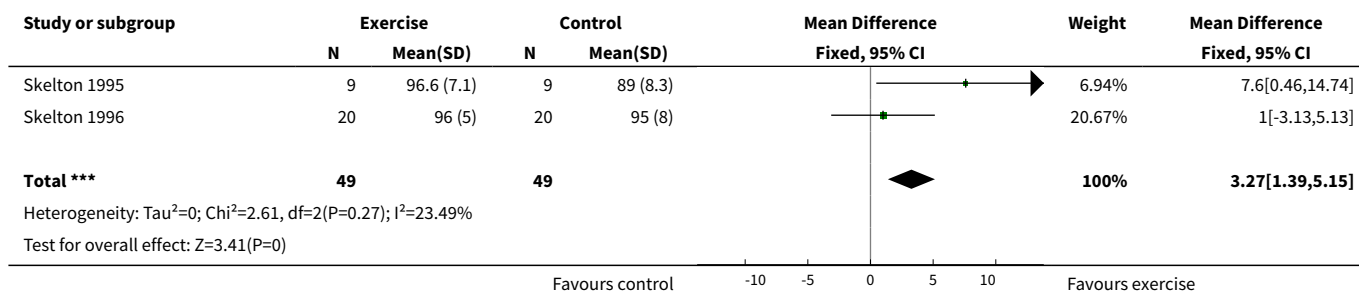 Study or subgroup Exercise Control Mean Difference Weight Mean Difference
N Mean(SD) N Mean(SD) Fixed, 95% CI Fixed, 95% CI
Skelton 1995 9 96.6 (7.1) 9 89 (8.3) 6.94% 7.6[0.46,14.74]
Skelton 1996 20 96 (5) 20 95 (8) 20.67% 1[-3.13,5.13]
Total *** 49 49 100% 3.27[1.39,5.15]
Heterogeneity: Tau²=0; Chi²=2.61, df=2(P=0.27); I²=23.49%
Test for overall effect: Z=3.41(P=0)
Favours control -10 -5 0 5 10 Favours exercise